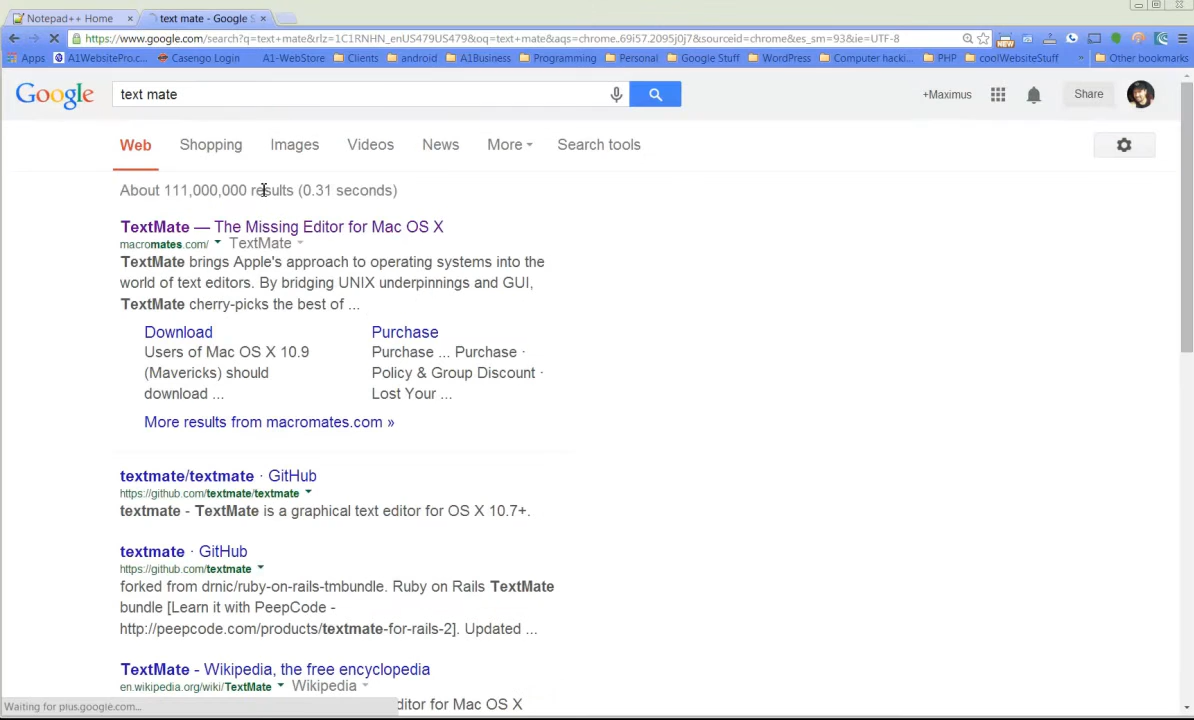 Notepad++ Home
text mate - Google S
https://www.google.com/search?q=text+mate&rlz=1C1RNHN_enUS479US479&oq=text+mate&aqs=chrome.69i57.2095j0j7&sourceid=chrome&es_sm=93&ie=UTF-8
Apps A1WebsitePro.c... Casengo Login A1-WebStore Clients android A1Business Programming Personal Google Stuff WordPress Computer hacki... PHP coolWebsiteStuff » Other bookmarks
Google text mate +Maximus Share
Web Shopping Images Videos News More Search tools
About 111,000,000 results (0.31 seconds)
TextMate — The Missing Editor for Mac OS X
macromates.com/ TextMate
TextMate brings Apple's approach to operating systems into the
world of text editors. By bridging UNIX underpinnings and GUI,
TextMate cherry-picks the best of ...
Download
Users of Mac OS X 10.9
(Mavericks) should
download ...
Purchase
Purchase ... Purchase ·
Policy & Group Discount ·
Lost Your ...
More results from macromates.com »
textmate/textmate · GitHub
https://github.com/textmate/textmate
textmate - TextMate is a graphical text editor for OS X 10.7+.
textmate · GitHub
https://github.com/textmate
forked from drnic/ruby-on-rails-tmbundle. Ruby on Rails TextMate
bundle [Learn it with PeepCode -
http://peepcode.com/products/textmate-for-rails-2]. Updated ...
TextMate - Wikipedia, the free encyclopedia
en.wikipedia.org/wiki/TextMate Wikipedia
ditor for Mac OS X
Waiting for plus.google.com...